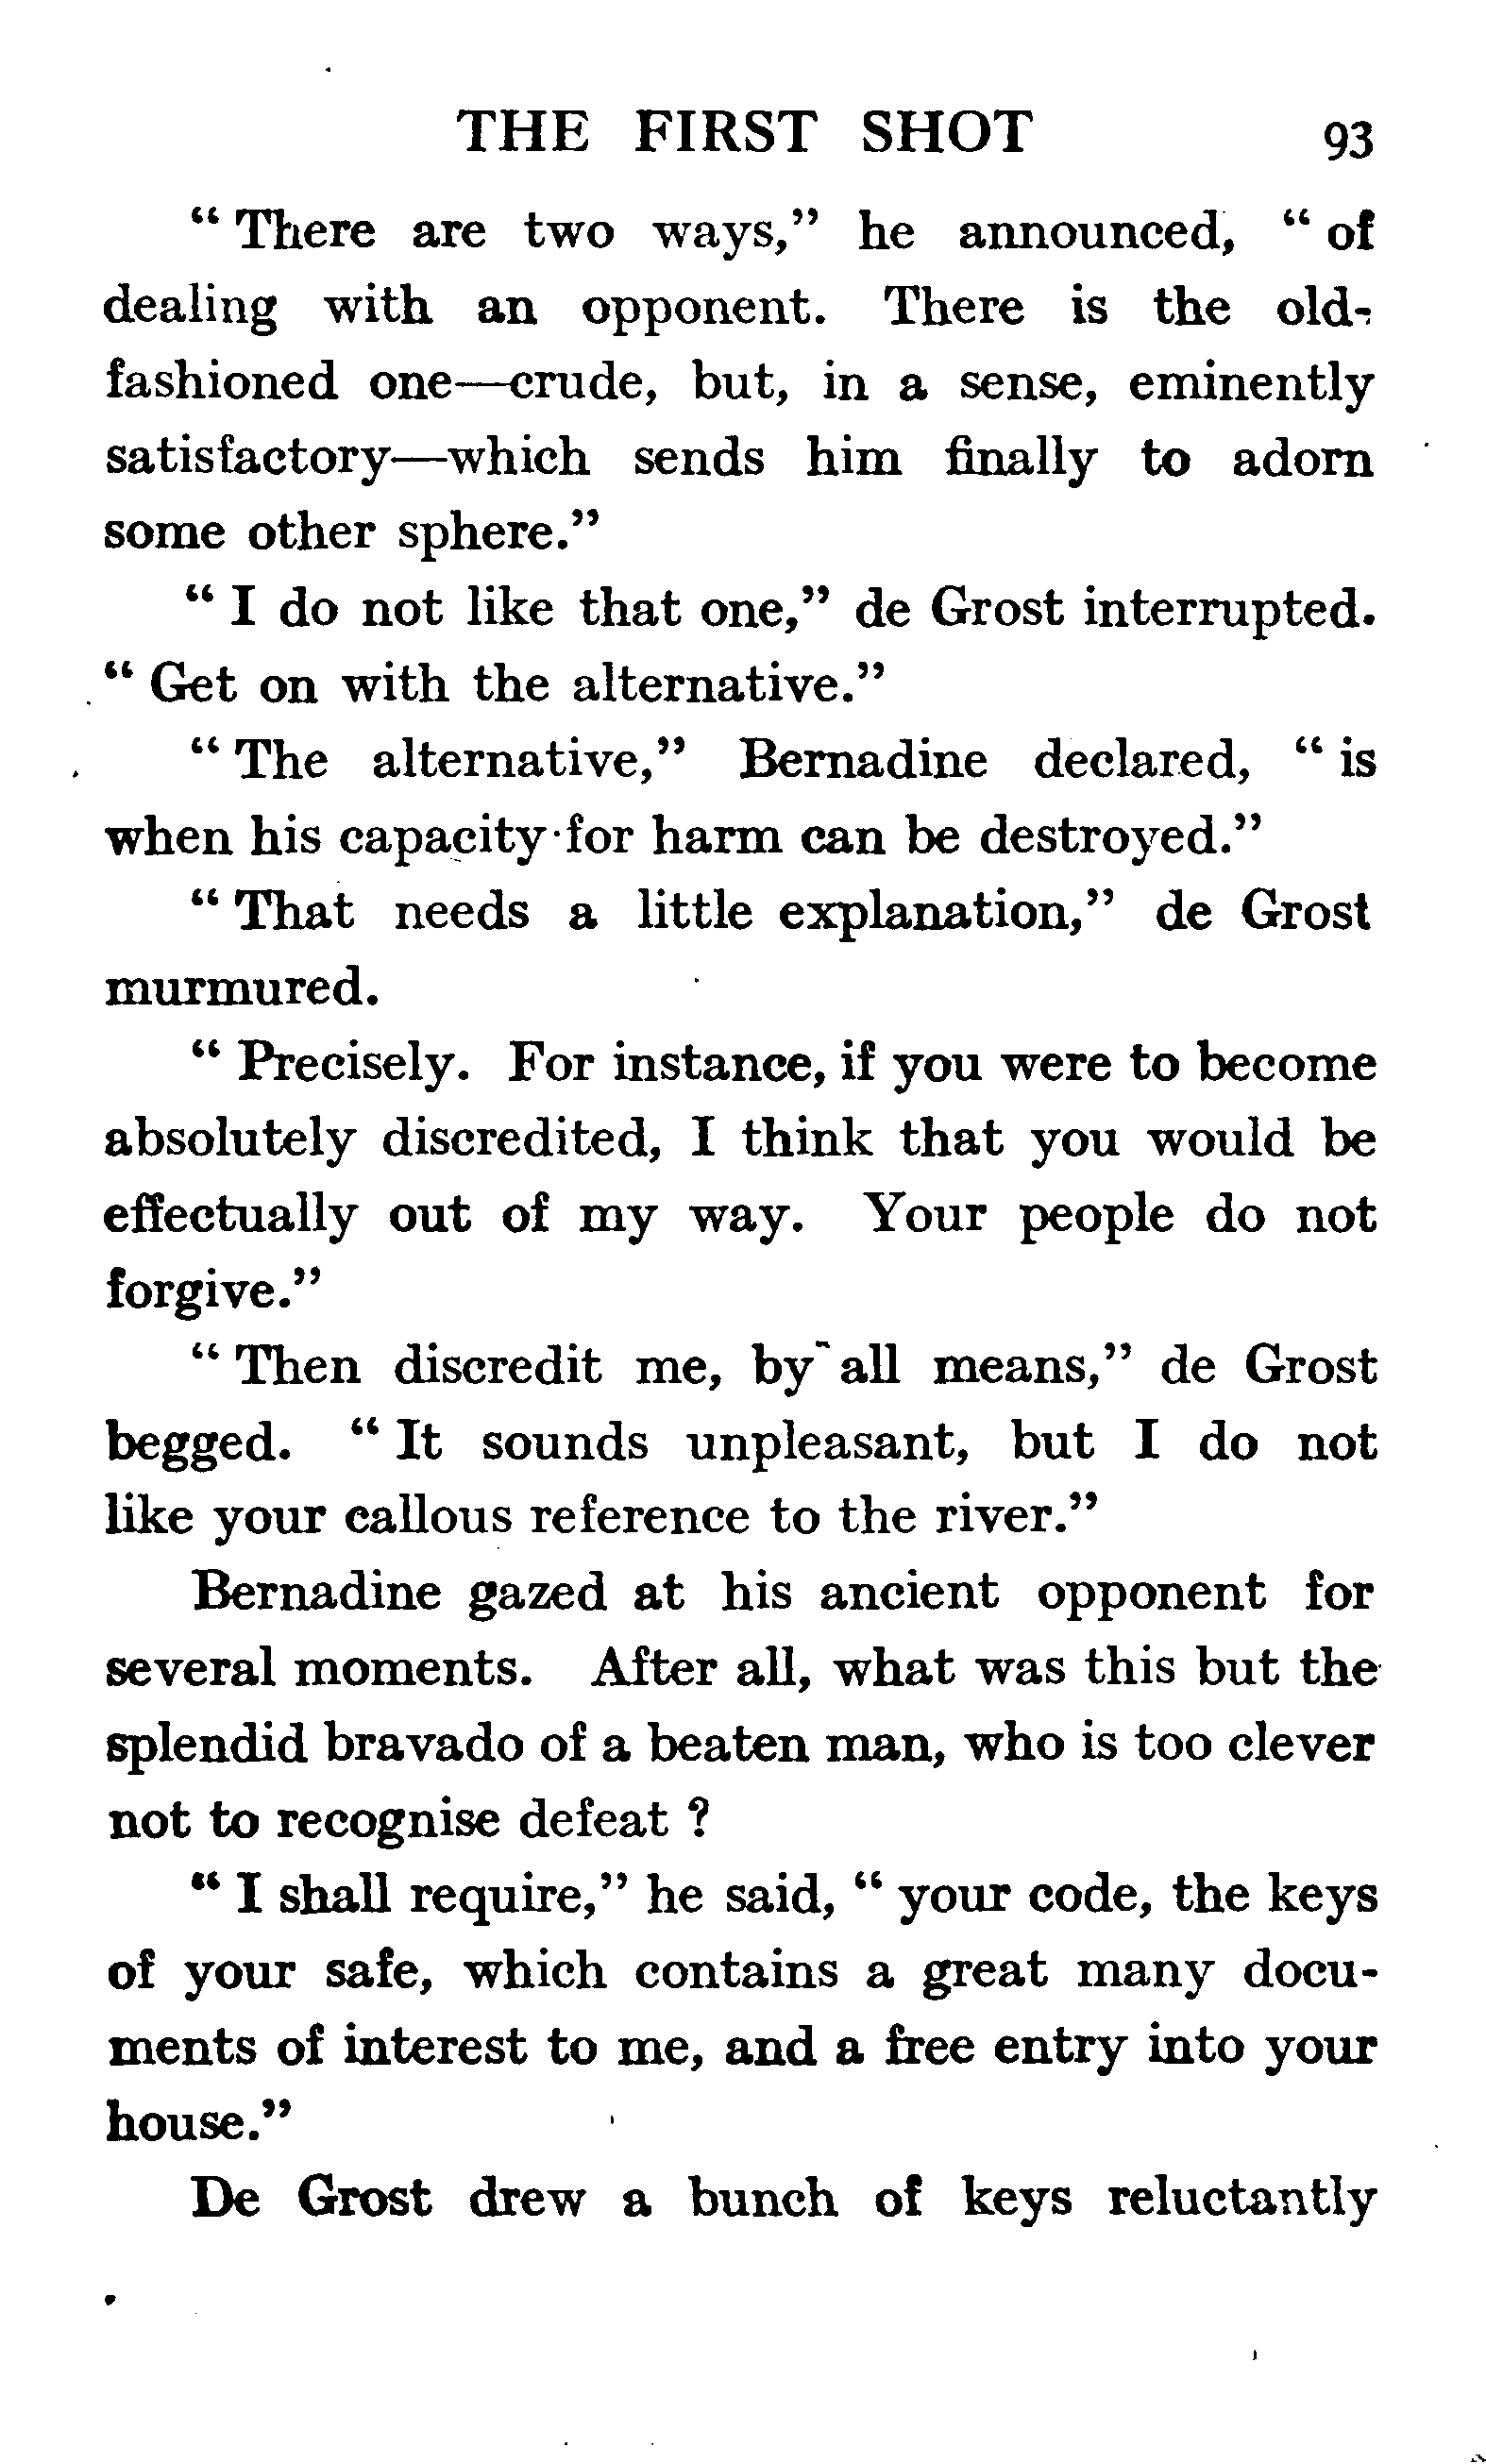 THE FIRST SHOT 93
“ There are two ways,” he announced, “ of
dealing with an opponent. There is the old-
fashioned one—crude, but, in a sense, eminently
satisfactory—which sends him finally to adorn
some other sphere.”
“ I do not like that one,” de Grost interrupted.
“ Get on with the alternative.”
“ The alternative,” Bernadine declared, “ is
when his capacity for harm can be destroyed.”
“ That needs a little explanation,” de Grost
murmured.
“ Precisely. For instance, if you were to become
absolutely discredited, I think that you would be
effectually out of my way. Your people do not
forgive.”
“ Then discredit me, by all means,” de Grost
begged. “ It sounds unpleasant, but I do not
like your callous reference to the river.”
Bernadine gazed at his ancient opponent for
several moments. After all, what was this but the
splendid bravado of a beaten man, who is too clever
not to recognise defeat ?
“ I shall require,” he said, “ your code, the keys
of your safe, which contains a great many docu-
ments of interest to me, and a free entry into your
house.”
De Grost drew a bunch of keys reluctantly